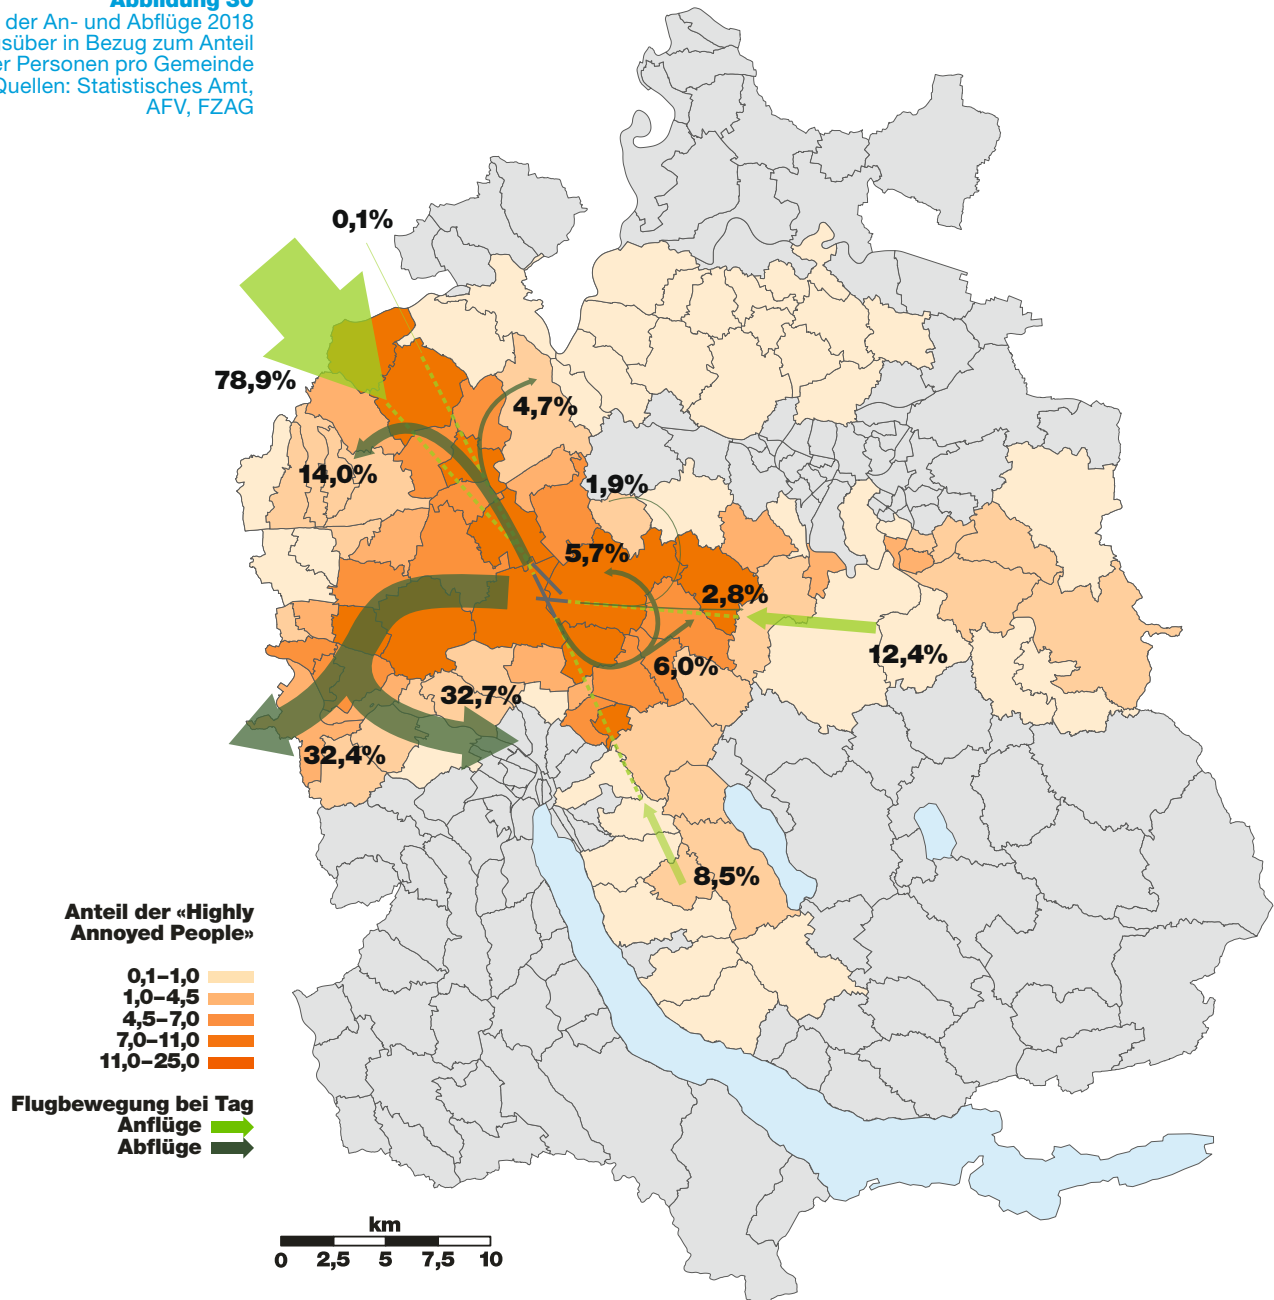 Abbildung 30
der An- und Abflüge 2018
süber in Bezug zum Anteil
er Personen pro Gemeinde
Quellen: Statistisches Amt,
AFV, FZAG
0,1%
78,9%
4,7%
14,0%
1,9%
5,7%
2,8%
12,4%
6,0%
32,7%
32,4%
8,5%
Anteil der «Highly
Annoyed People»
0,1–1,0
1,0–4,5
4,5–7,0
7,0–11,0
11,0–25,0
Flugbewegung bei Tag
Anflüge
Abflüge
km
0 2,5 5 7,5 10